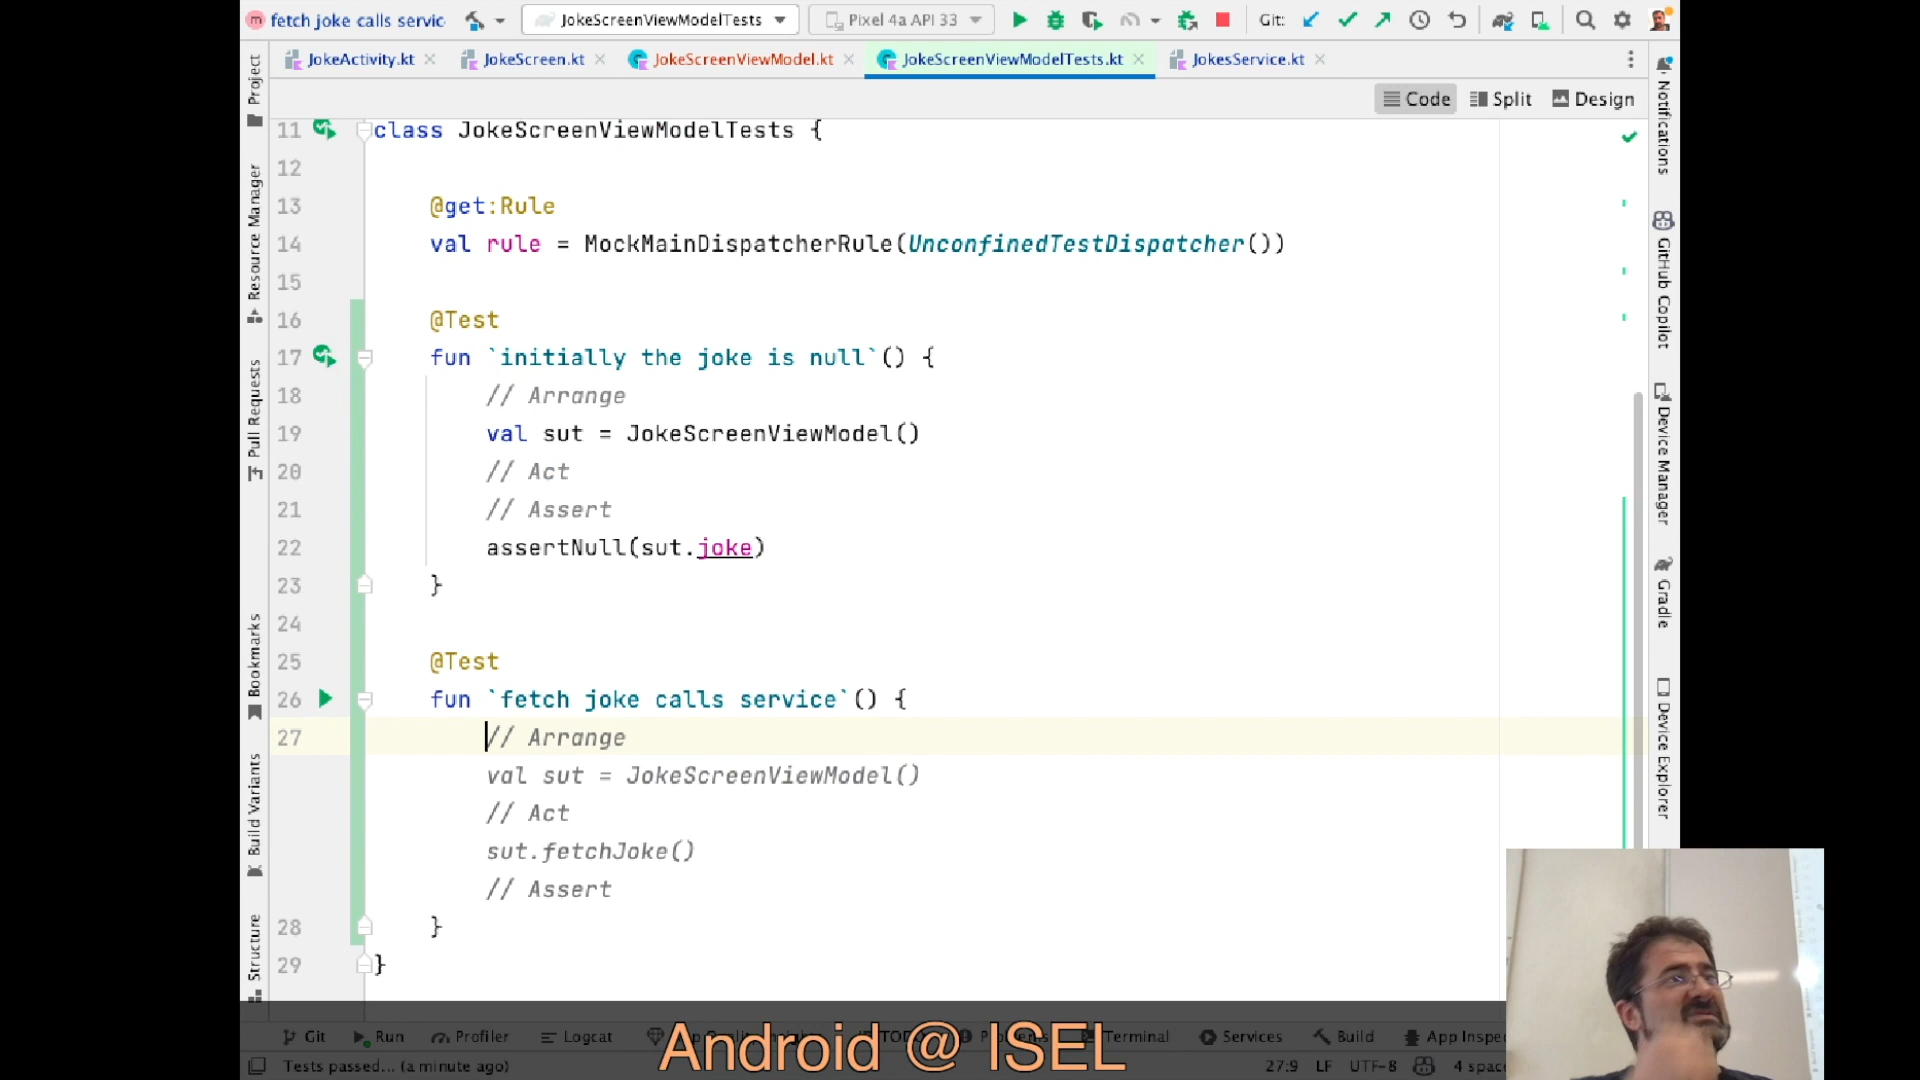 fetch joke calls servic
JokeScreenViewModelTests
Pixel 4a API 33
Git:
JokeActivity.kt
JokeScreen.kt
JokeScreenViewModel.kt
JokeScreenViewModelTests.kt
JokesService.kt
Code
Split
Design
Project
Resource Manager
Pull Requests
Bookmarks
Build Variants
Structure
11 class JokeScreenViewModelTests {
12
13 @get:Rule
14 val rule = MockMainDispatcherRule(UnconfinedTestDispatcher())
15
16 @Test
17 fun `initially the joke is null`() {
18 // Arrange
19 val sut = JokeScreenViewModel()
20 // Act
21 // Assert
22 assertNull(sut.joke)
23 }
24
25 @Test
26 fun `fetch joke calls service`() {
27 // Arrange
val sut = JokeScreenViewModel()
// Act
sut.fetchJoke()
// Assert
28 }
29 }
Notifications
GitHub Copilot
Device Manager
Gradle
Device Explorer
Git
Run
Profiler
Logcat
TODO
Terminal
Services
Build
App Inspe
Android @ ISEL
Tests passed... (a minute ago)
27:9
LF
UTF-8
4 spac